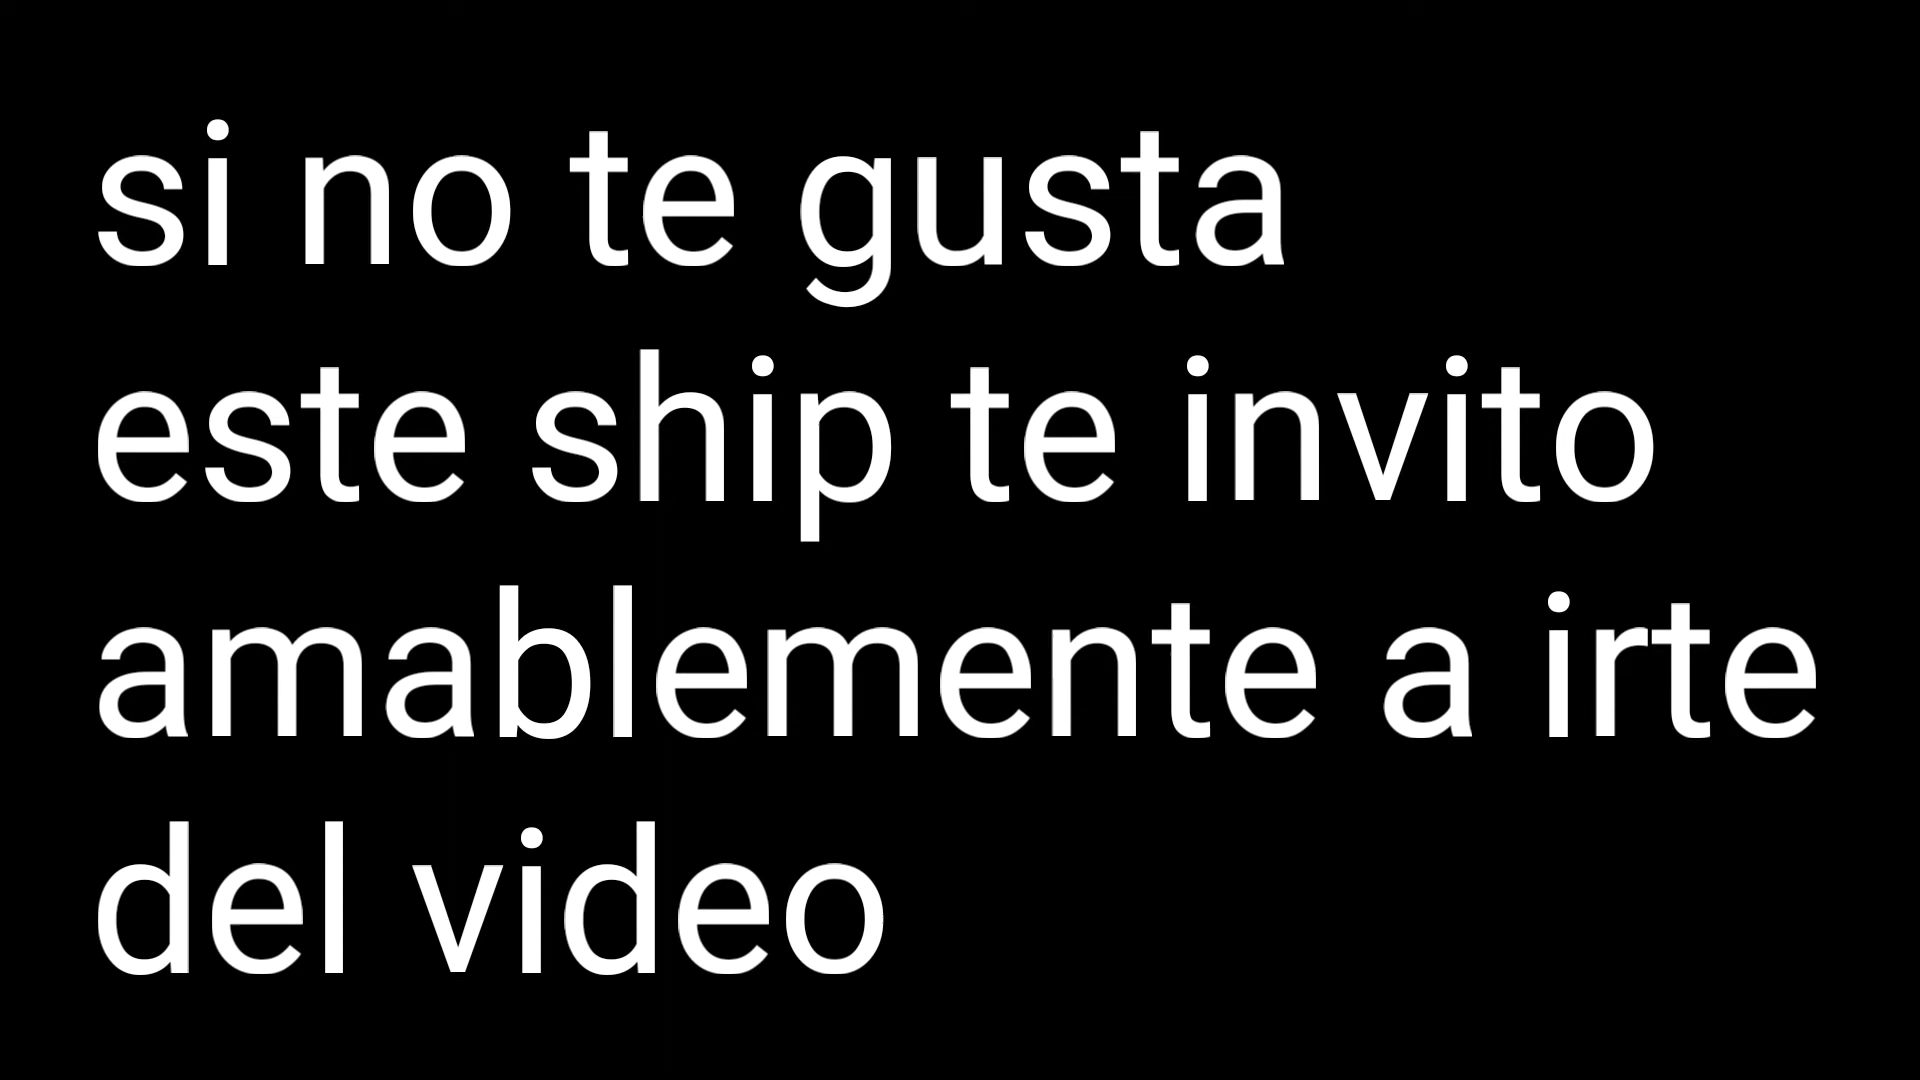 si no te gusta
este ship te invito
amablemente a irte
del video